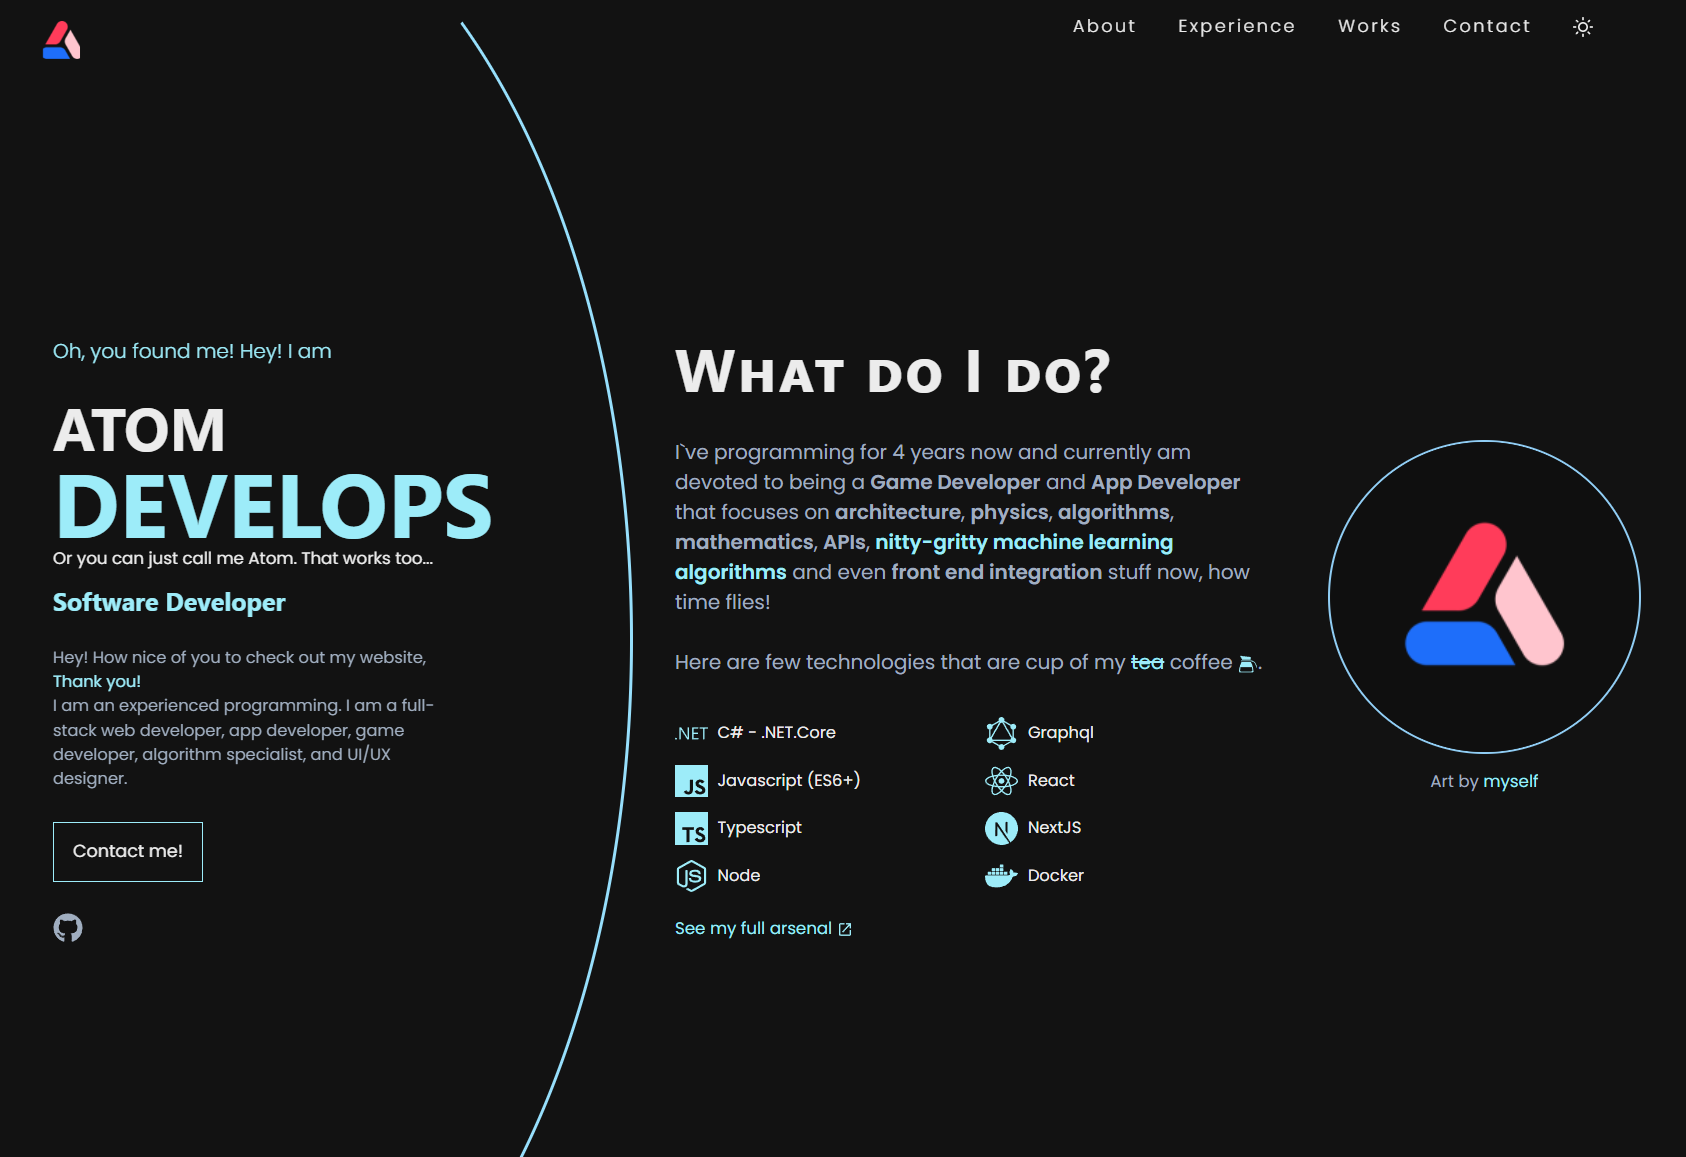 About Experience Works Contact
Oh, you found me! Hey! I am
ATOM
DEVELOPS
Or you can just call me Atom. That works too...
Software Developer
Hey! How nice of you to check out my website,
Thank you!
I am an experienced programming. I am a full-
stack web developer, app developer, game
developer, algorithm specialist, and UI/UX
designer.
Contact me!
What do I do?
I`ve programming for 4 years now and currently am
devoted to being a Game Developer and App Developer
that focuses on architecture, physics, algorithms,
mathematics, APIs, nitty-gritty machine learning
algorithms and even front end integration stuff now, how
time flies!
Here are few technologies that are cup of my tea coffee .
.NET C# - .NET.Core
JS Javascript (ES6+)
TS Typescript
JS Node
Graphql
React
N NextJS
Docker
See my full arsenal
Art by myself